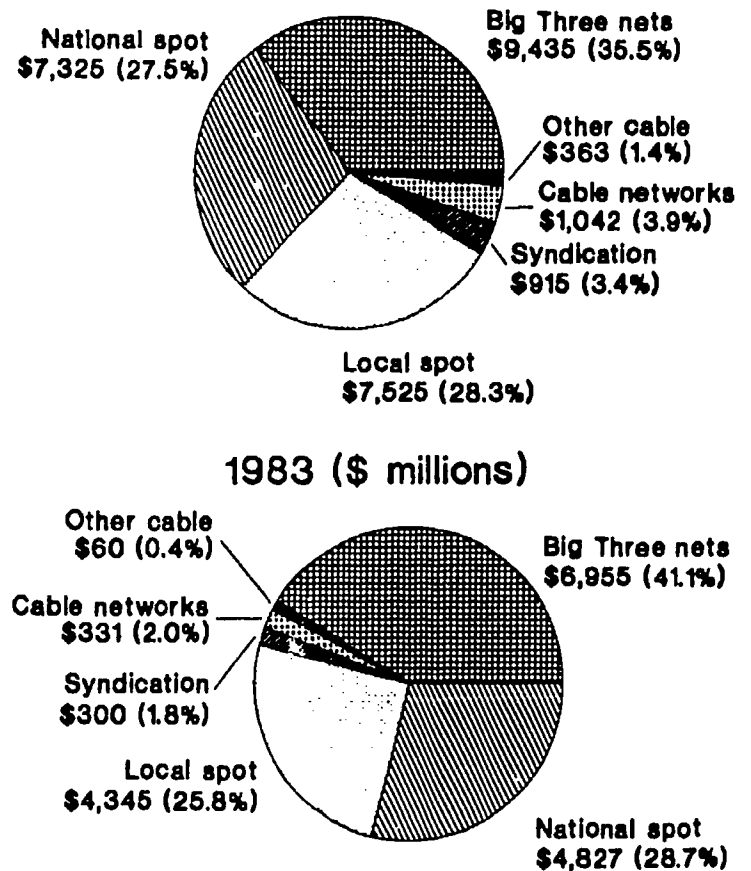 National spot
$7,325 (27.5%)
Big Three nets
$9,435 (35.5%)
Other cable
$363 (1.4%)
Cable networks
$1,042 (3.9%)
Syndication
$915 (3.4%)
Local spot
$7,525 (28.3%)
1983 ($ millions)
Other cable
$60 (0.4%)
Big Three nets
$6,955 (41.1%)
Cable networks
$331 (2.0%)
Syndication
$300 (1.8%)
Local spot
$4,345 (25.8%)
National spot
$4,827 (28.7%)